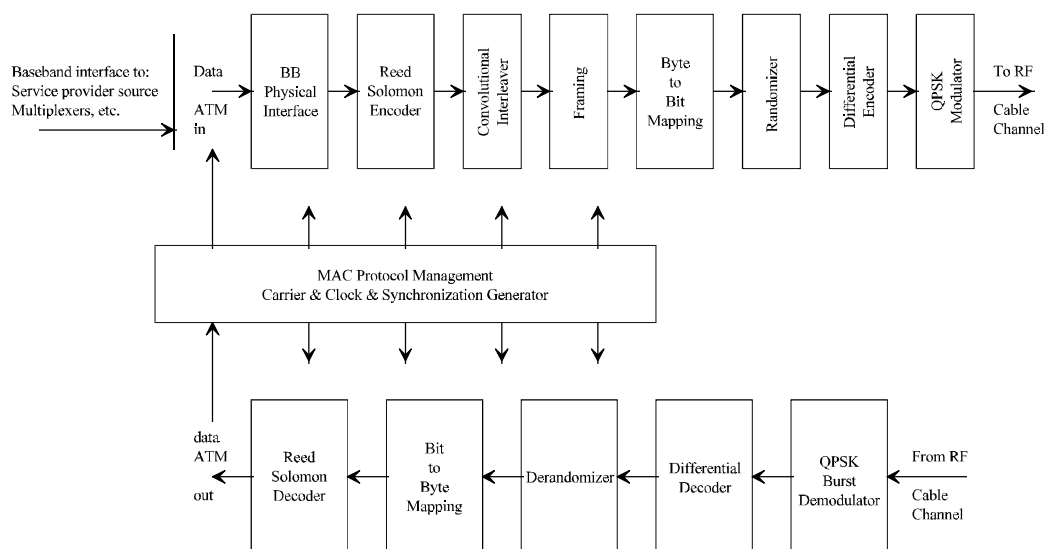 Baseband interface to:
Service provider source
Multiplexers, etc.
Data
ATM
in
BB
Physical
Interface
Reed
Solomon
Encoder
Convolutional
Interleaver
Framing
Byte
to
Bit
Mapping
Randomizer
Differential
Encoder
QPSK
Modulator
To RF
Cable
Channel
MAC Protocol Management
Carrier & Clock & Synchronization Generator
data
ATM
out
Reed
Solomon
Decoder
Bit
to
Byte
Mapping
Derandomizer
Differential
Decoder
QPSK
Burst
Demodulator
From RF
Cable
Channel